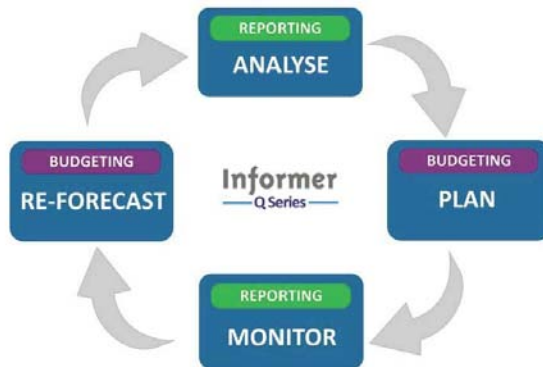 REPORTING
ANALYSE
BUDGETING
PLAN
REPORTING
MONITOR
BUDGETING
RE-FORECAST
Informer
Q Series